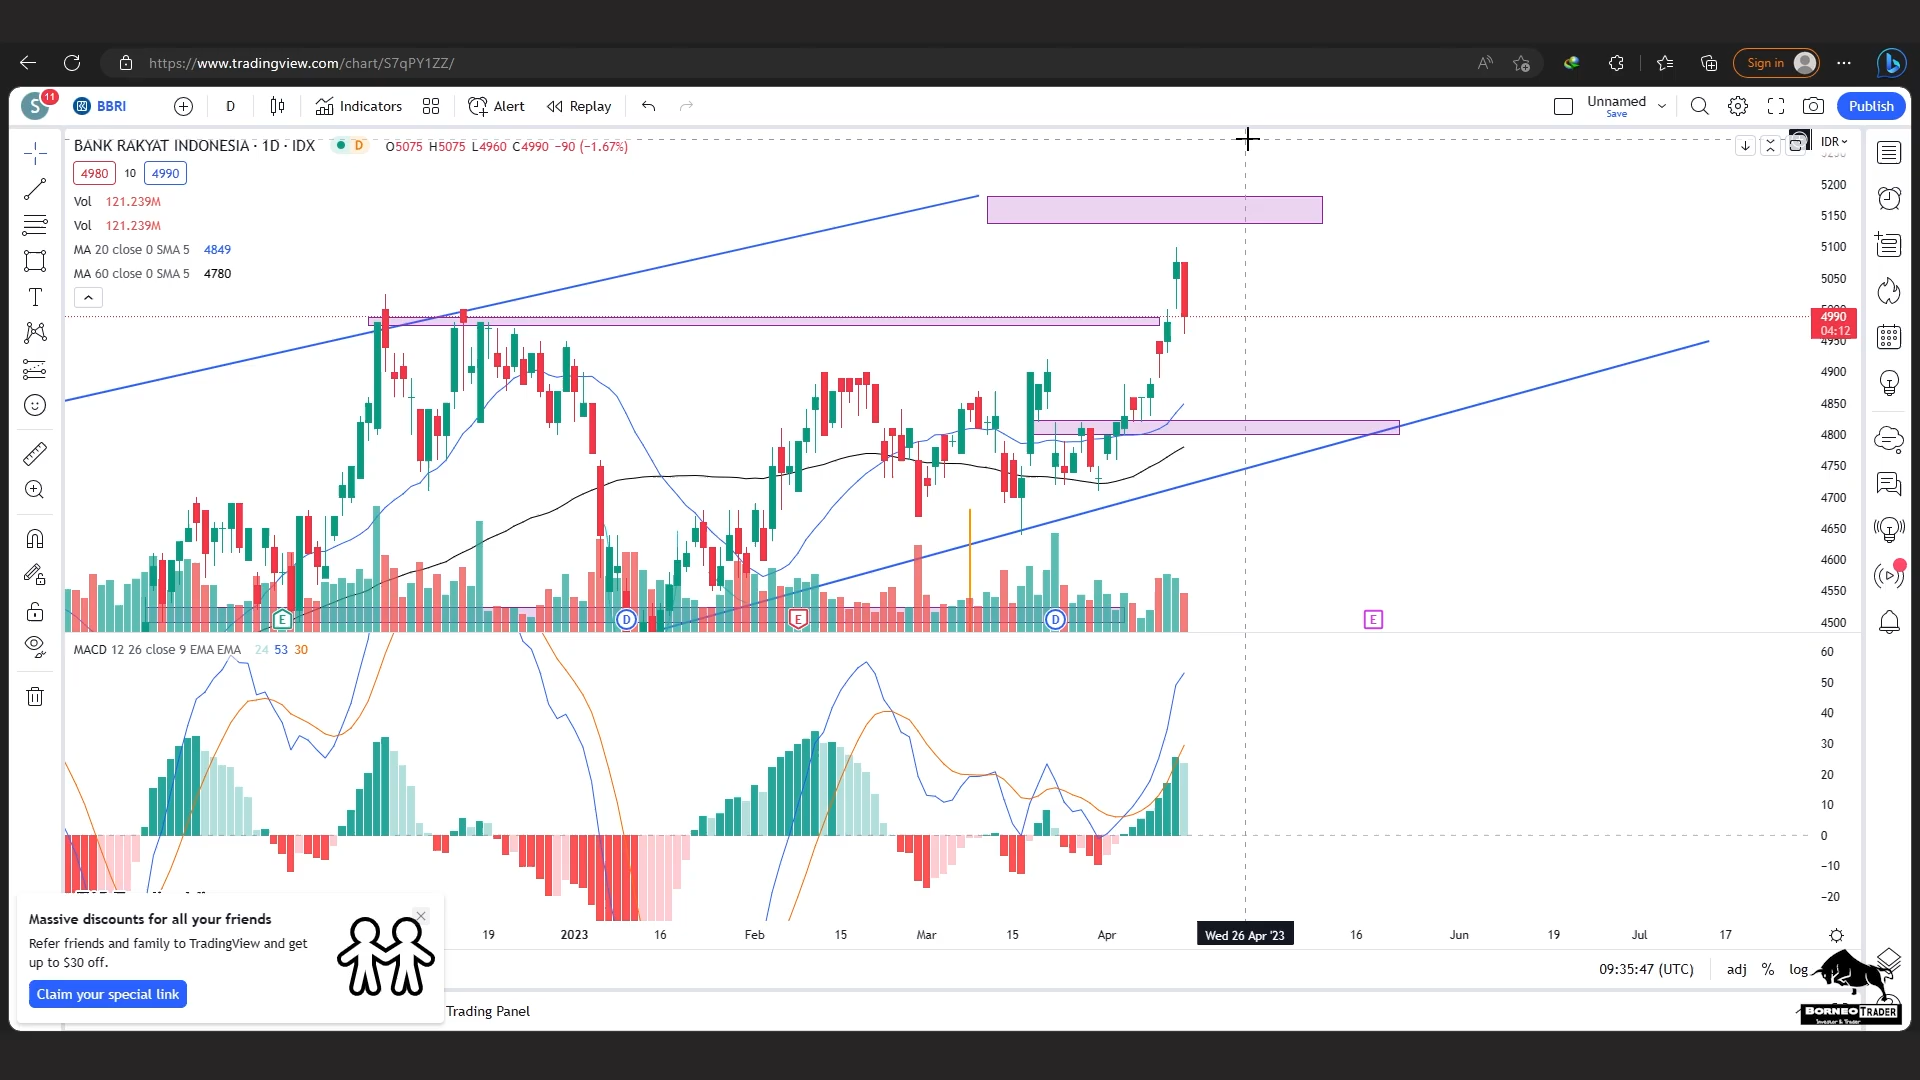 https://www.tradingview.com/chart/S7qPY1ZZ/
Sign in
S
11
BBRI
D
Indicators
Alert
Replay
Unnamed
Save
Publish
BANK RAKYAT INDONESIA · 1D · IDX
D
O5075 H5075 L4960 C4990 −90 (−1.67%)
IDR
4980
10
4990
Vol 121.239M
Vol 121.239M
MA 20 close 0 SMA 5 4849
MA 60 close 0 SMA 5 4780
5200
5150
5100
5050
4990
04:12
4950
4900
4850
4800
4750
4700
4650
4600
4550
4500
E
D
E
D
E
MACD 12 26 close 9 EMA EMA 24 53 30
60
50
40
30
20
10
0
−10
−20
19
2023
16
Feb
15
Mar
15
Apr
Wed 26 Apr '23
16
Jun
19
Jul
17
Massive discounts for all your friends
Refer friends and family to TradingView and get
up to $30 off.
Claim your special link
09:35:47 (UTC)
adj
%
log
Trading Panel
BORNEO TRADER
Investor & Trader